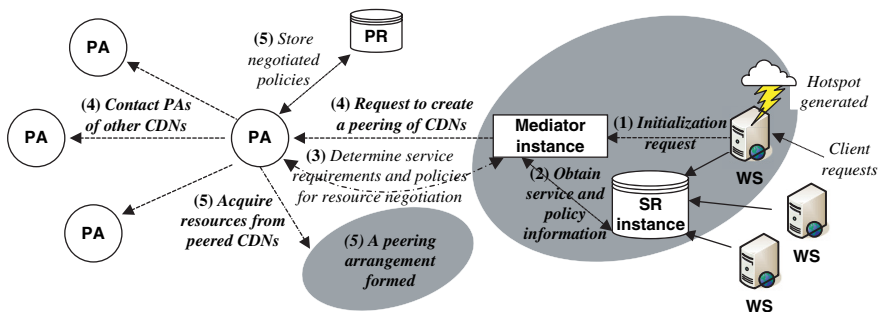 PA
(5) Store
negotiated
policies
PR
(4) Contact PAs
of other CDNs
PA
PA
(4) Request to create
a peering of CDNs
Mediator
instance
(1) Initialization
request
Hotspot
generated
WS
Client
requests
(3) Determine service
requirements and policies
for resource negotiation
(2) Obtain
service and
policy
information
SR
instance
WS
WS
PA
(5) Acquire
resources from
peered CDNs
(5) A peering
arrangement
formed